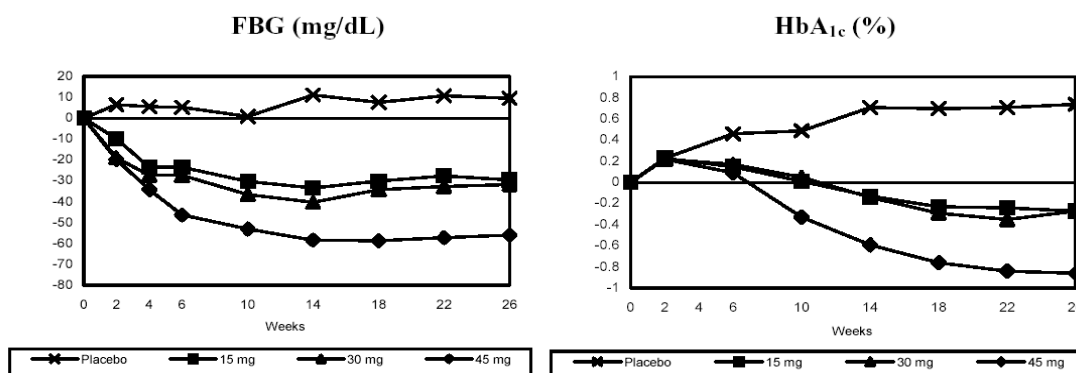 FBG (mg/dL)
20
10
0
-10
-20
-30
-40
-50
-60
-70
-80
0 2 4 6 10 14 18 22 26
Weeks
Placebo 15 mg 30 mg 45 mg
HbA1c (%)
1
0.8
0.6
0.4
0.2
0
-0.2
-0.4
-0.6
-0.8
-1
0 2 6 10 14 18 22 2
Weeks
Placebo 15 mg 30 mg 45 mg